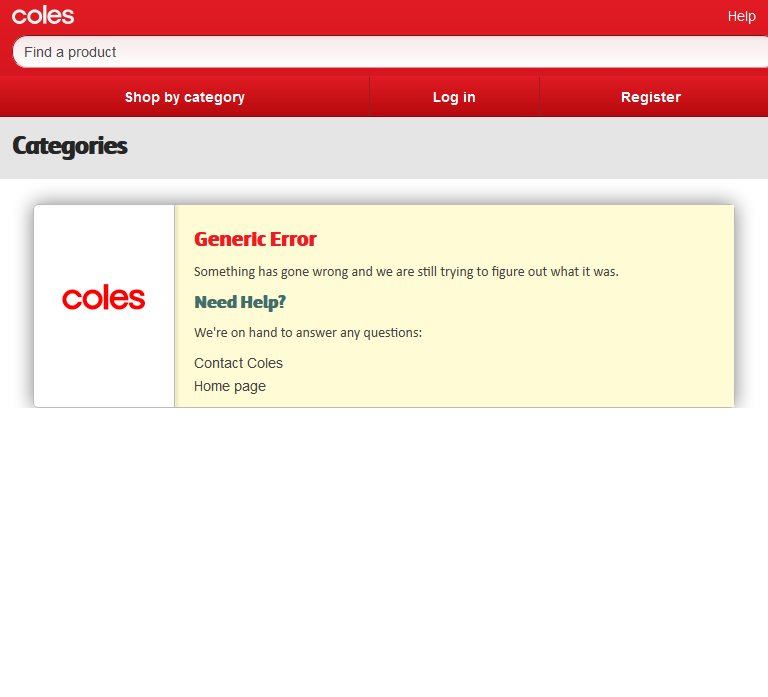 coles
Help
Find a product
Shop by category
Log in
Register
Categories
coles
Generic Error
Something has gone wrong and we are still trying to figure out what it was.
Need Help?
We're on hand to answer any questions:
Contact Coles
Home page